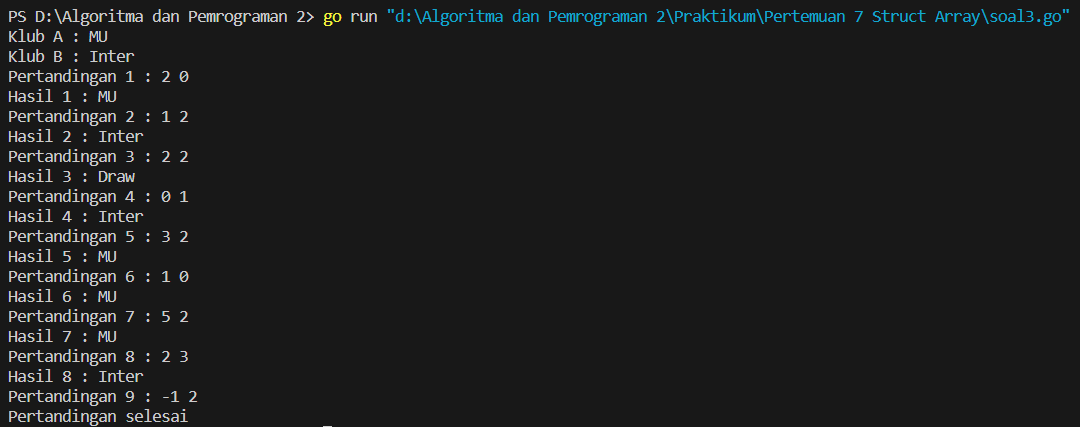 PS D:\Algoritma dan Pemrograman 2> go run "d:\Algoritma dan Pemrograman 2\Praktikum\Pertemuan 7 Struct Array\soal3.go"
Klub A : MU
Klub B : Inter
Pertandingan 1 : 2 0
Hasil 1 : MU
Pertandingan 2 : 1 2
Hasil 2 : Inter
Pertandingan 3 : 2 2
Hasil 3 : Draw
Pertandingan 4 : 0 1
Hasil 4 : Inter
Pertandingan 5 : 3 2
Hasil 5 : MU
Pertandingan 6 : 1 0
Hasil 6 : MU
Pertandingan 7 : 5 2
Hasil 7 : MU
Pertandingan 8 : 2 3
Hasil 8 : Inter
Pertandingan 9 : -1 2
Pertandingan selesai